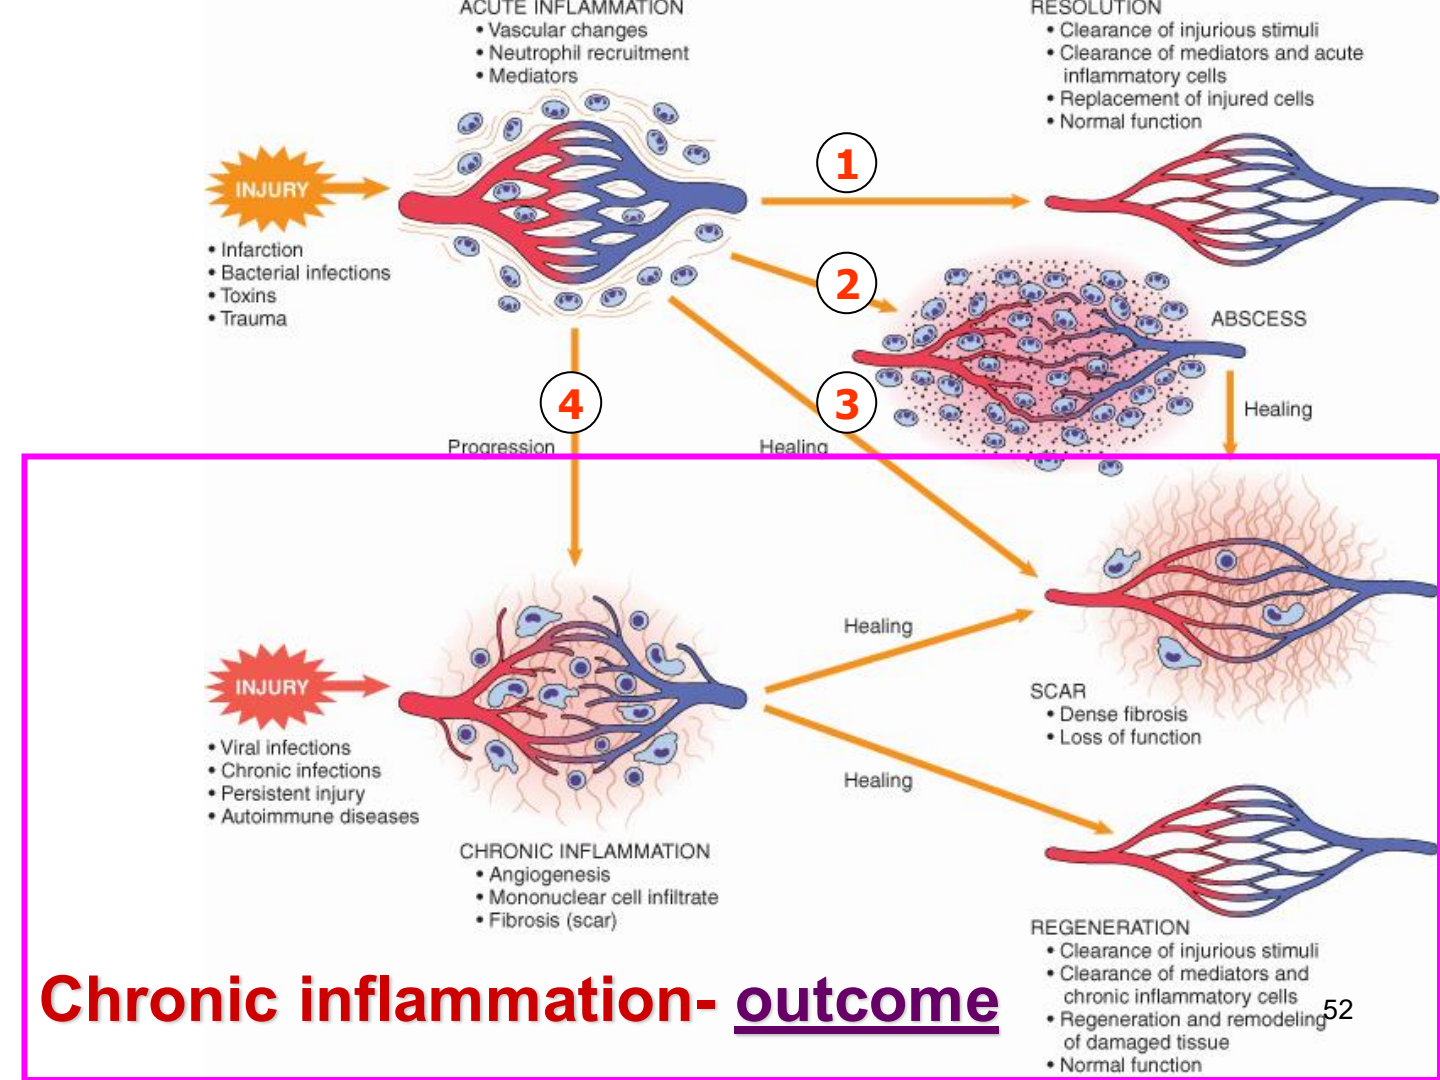 ACUTE INFLAMMATION
• Vascular changes
• Neutrophil recruitment
• Mediators
RESOLUTION
• Clearance of injurious stimuli
• Clearance of mediators and acute
inflammatory cells
• Replacement of injured cells
• Normal function
1
INJURY
• Infarction
• Bacterial infections
• Toxins
• Trauma
2
ABSCESS
4
3
Healing
Progression
Healing
Healing
INJURY
• Viral infections
• Chronic infections
• Persistent injury
• Autoimmune diseases
SCAR
• Dense fibrosis
• Loss of function
Healing
CHRONIC INFLAMMATION
• Angiogenesis
• Mononuclear cell infiltrate
• Fibrosis (scar)
REGENERATION
• Clearance of injurious stimuli
• Clearance of mediators and
chronic inflammatory cells
• Regeneration and remodeling
of damaged tissue
• Normal function
Chronic inflammation- outcome
52